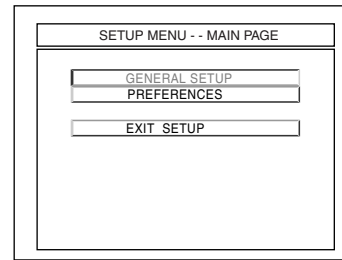 SETUP MENU - - MAIN PAGE
GENERAL SETUP
PREFERENCES
EXIT SETUP